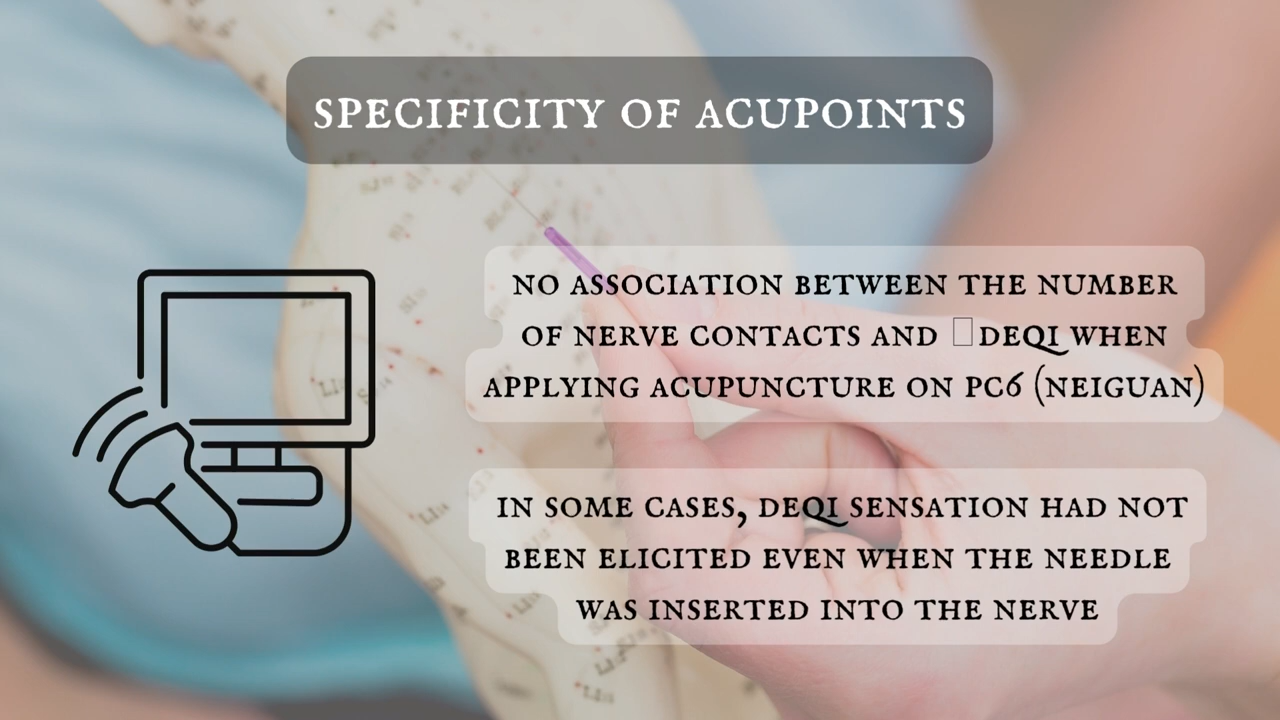 SPECIFICITY OF ACUPOINTS
NO ASSOCIATION BETWEEN THE NUMBER
OF NERVE CONTACTS AND DEQI WHEN
APPLYING ACUPUNCTURE ON PC6 (NEIGUAN)
IN SOME CASES, DEQI SENSATION HAD NOT
BEEN ELICITED EVEN WHEN THE NEEDLE
WAS INSERTED INTO THE NERVE